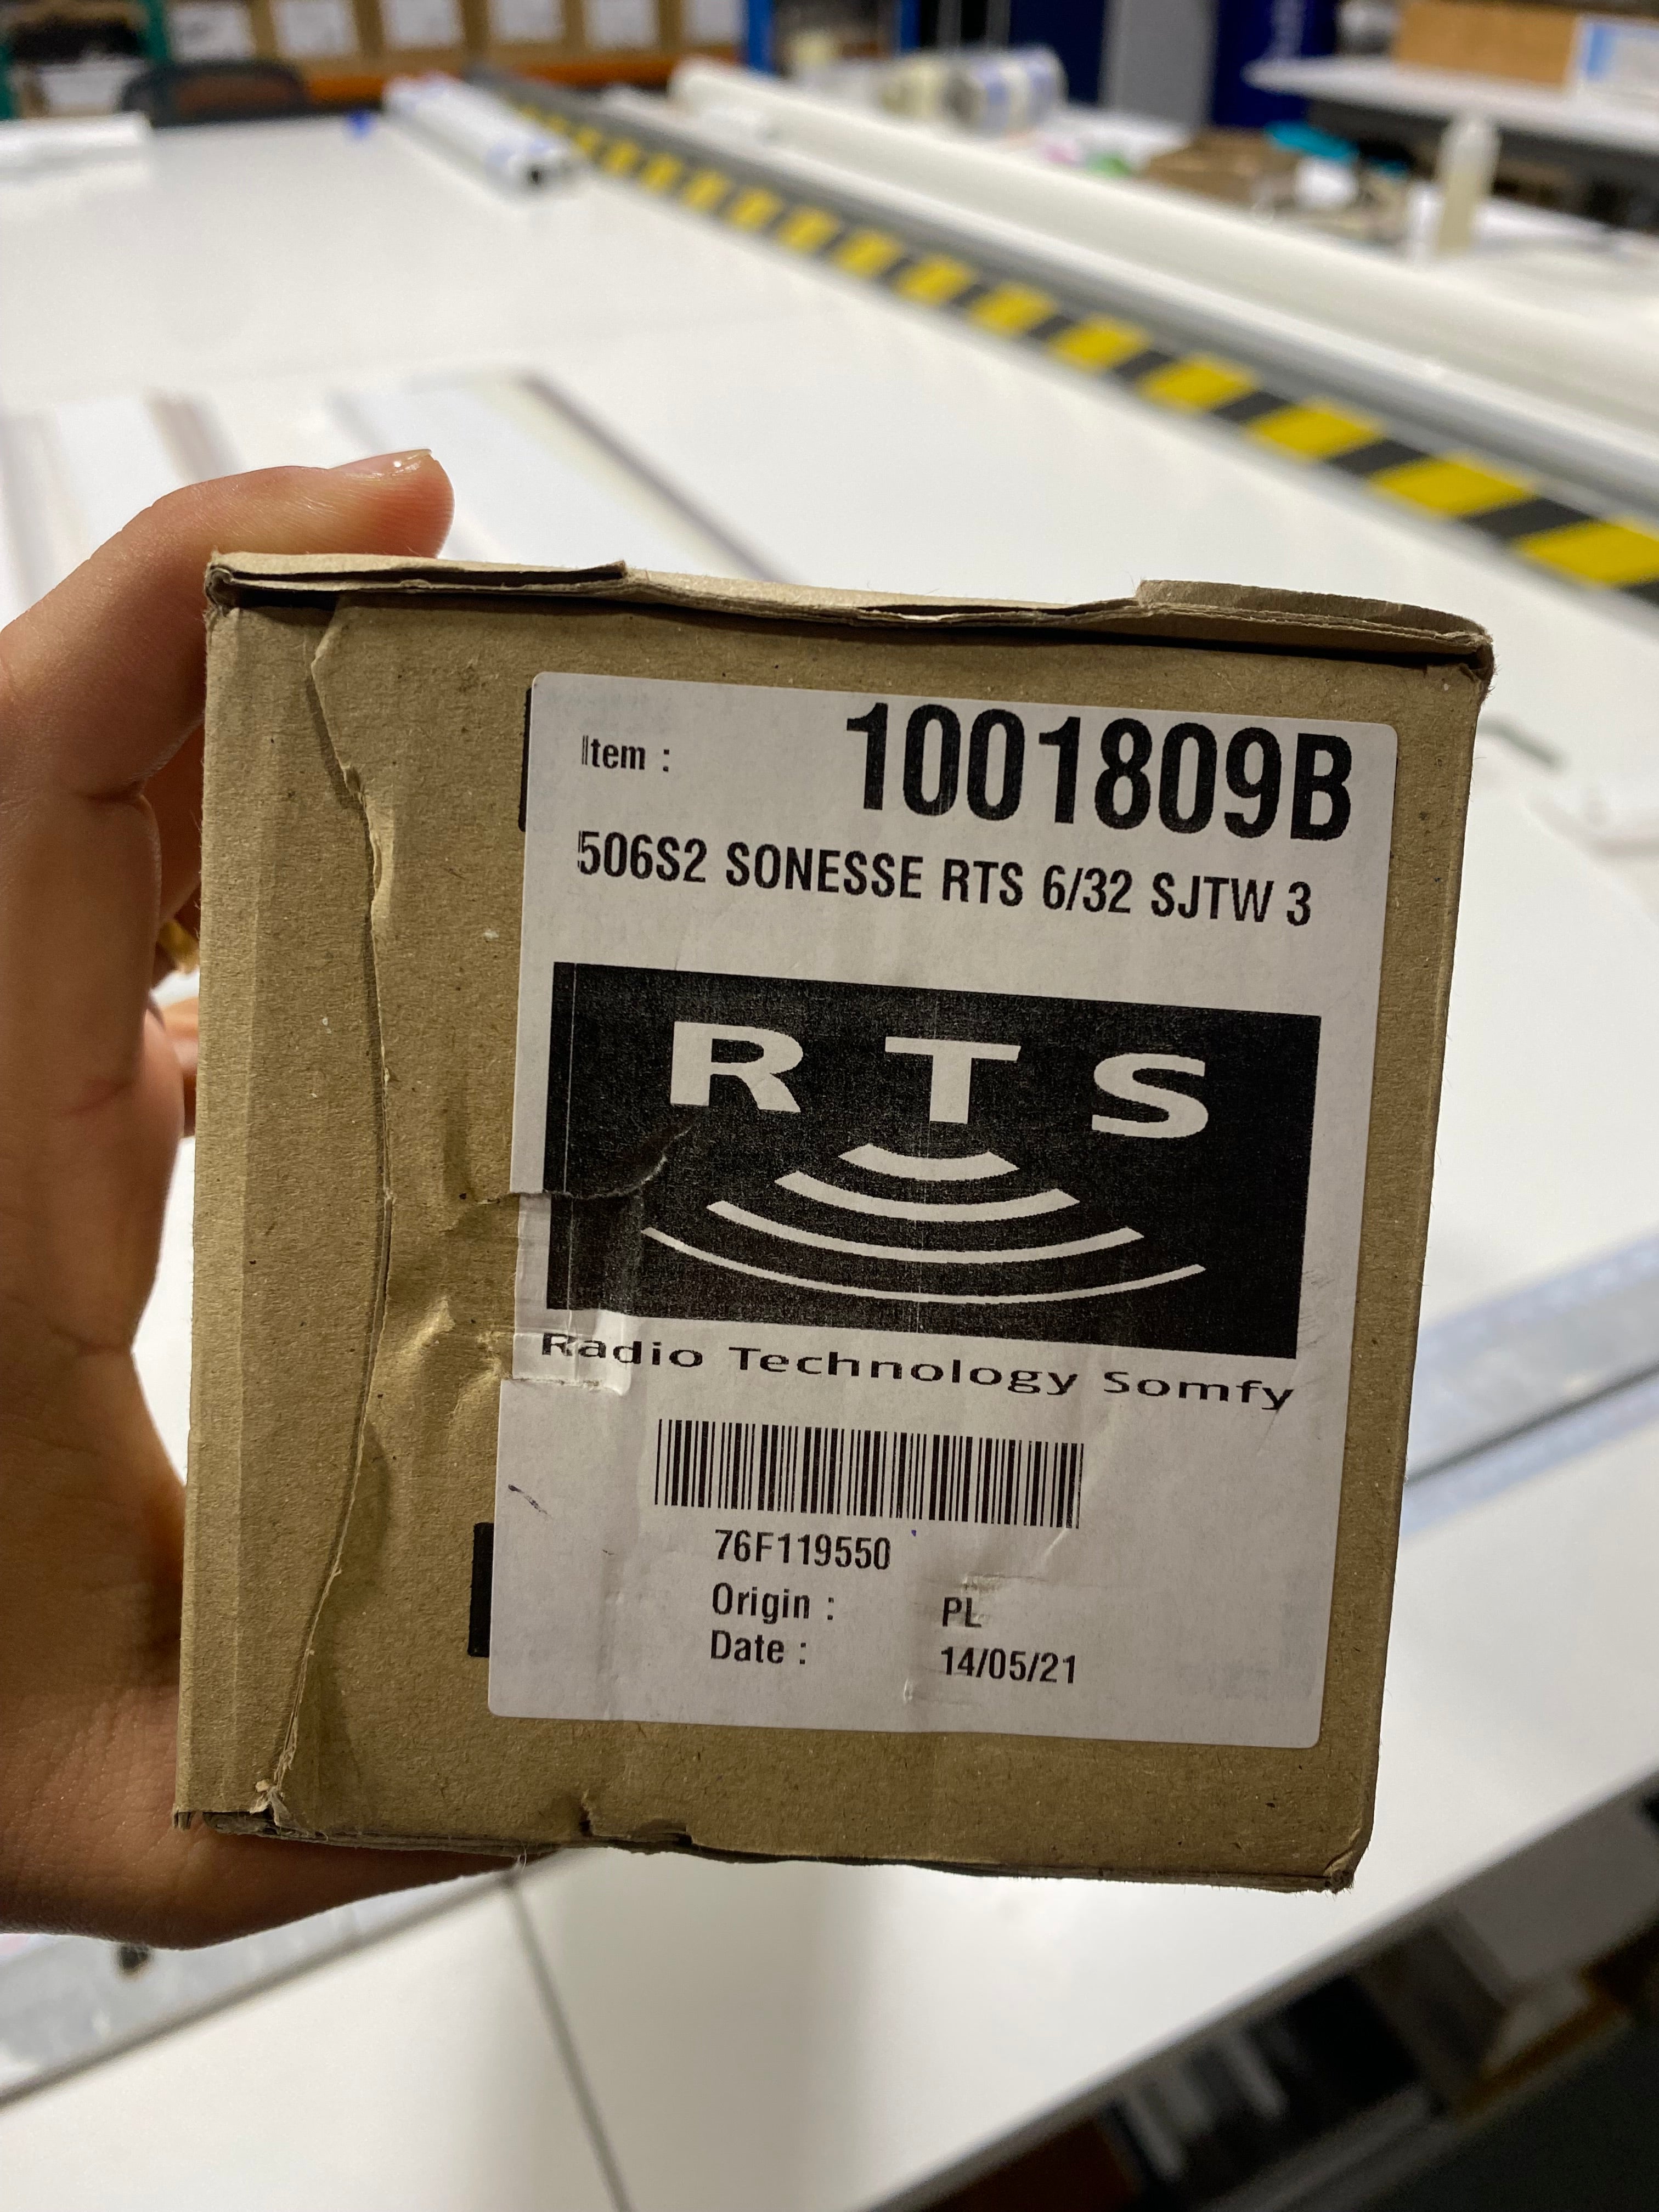 Item : 1001809B
506S2 SONESSE RTS 6/32 SJTW 3
RTS
Radio Technology Somfy
76F119550
Origin : PL
Date : 14/05/21